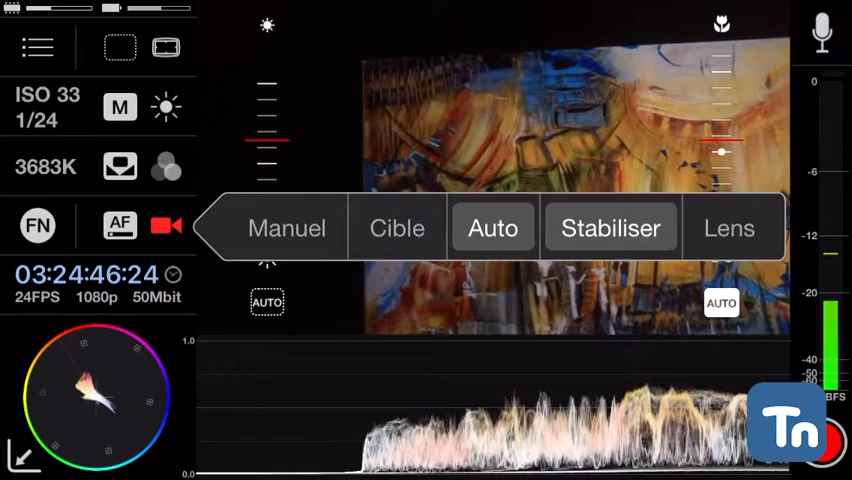 ISO 33
1/24
M
3683K
FN
AF
Manuel
Cible
Auto
Stabiliser
Lens
03:24:46:24
24FPS 1080p 50Mbit
AUTO
AUTO
1.0
0.0
0
-6
-12
-20
-40
-50
-60
BFS
Tn